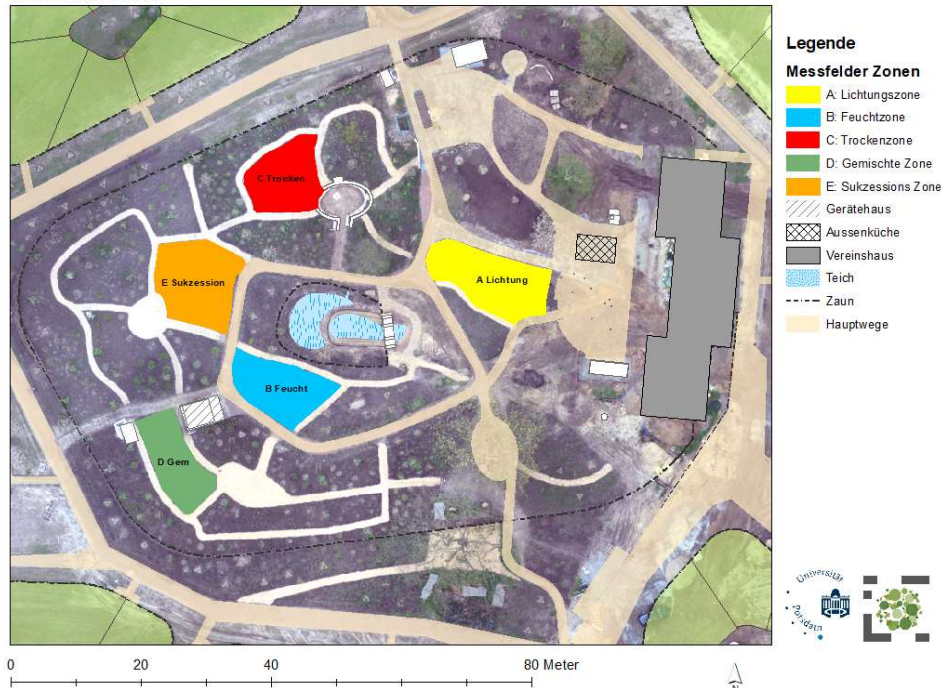 Legende
Messfelder Zonen
A: Lichtungszone
B: Feuchtzone
C: Trockenzone
D: Gemischte Zone
E: Sukzessions Zone
Gerätehaus
Aussenküche
Vereinshaus
Teich
Zaun
Hauptwege
C Trocken
E Sukzession
A Lichtung
B Feucht
D Gem
Universität
Potsdam
0 20 40 80 Meter
N